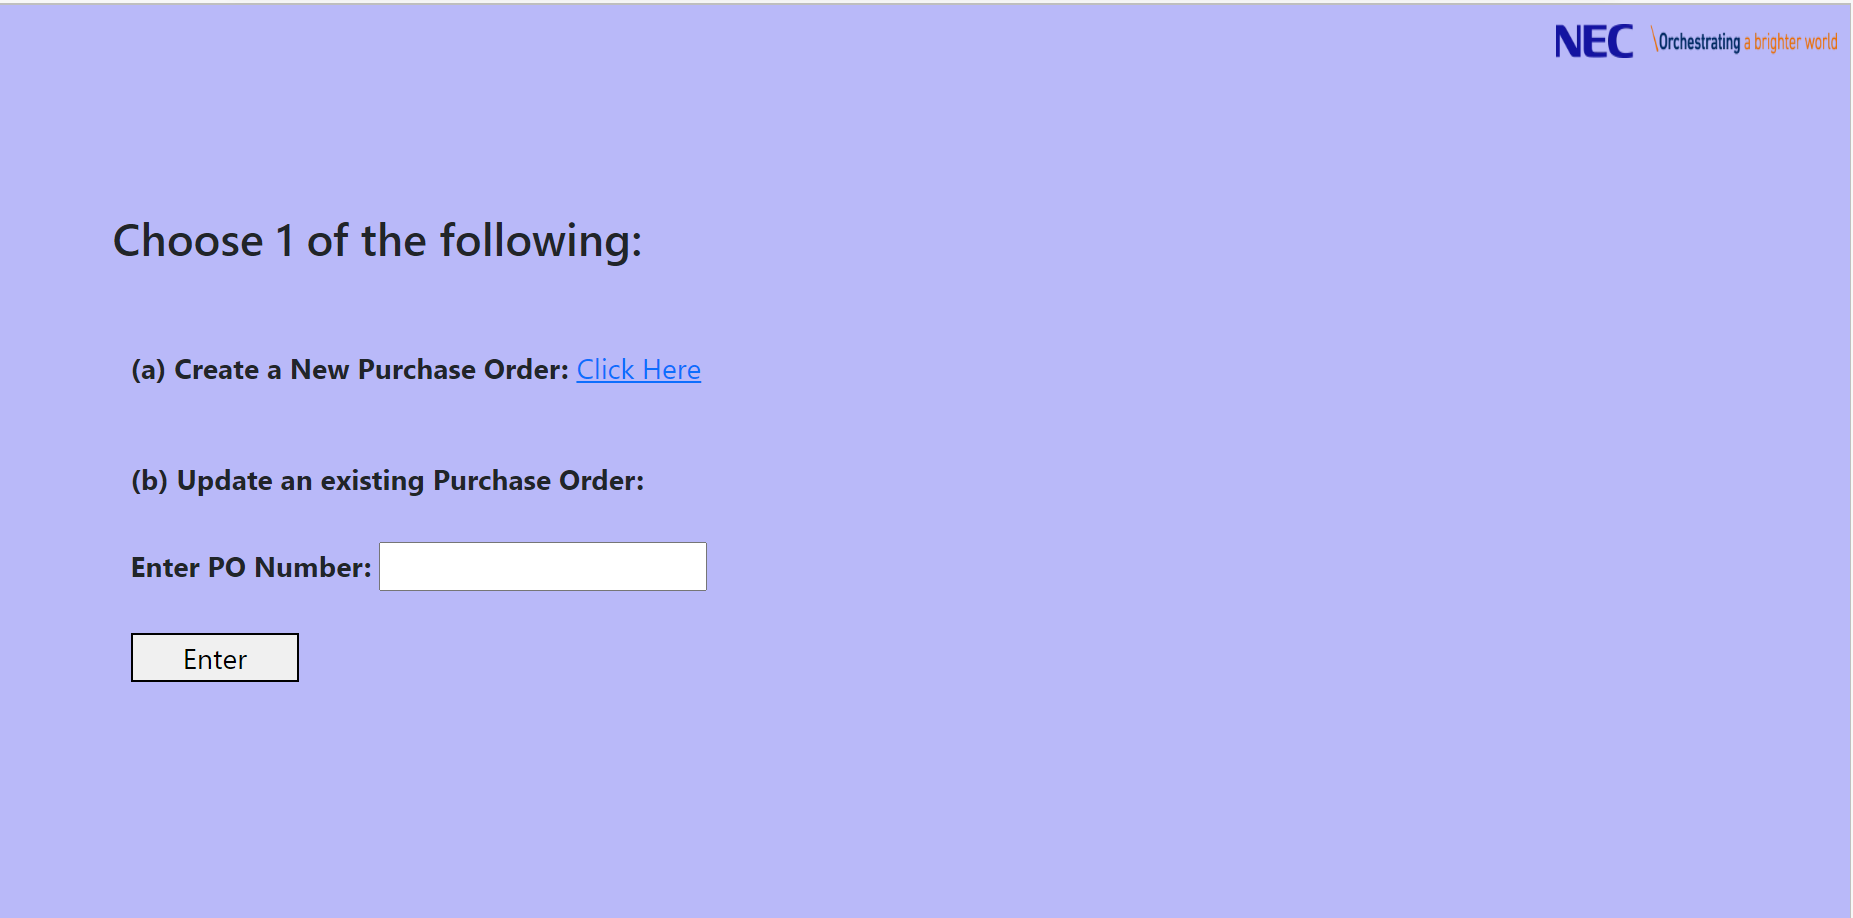 NEC \Orchestrating a brighter world
Choose 1 of the following:
(a) Create a New Purchase Order: Click Here
(b) Update an existing Purchase Order:
Enter PO Number:
Enter